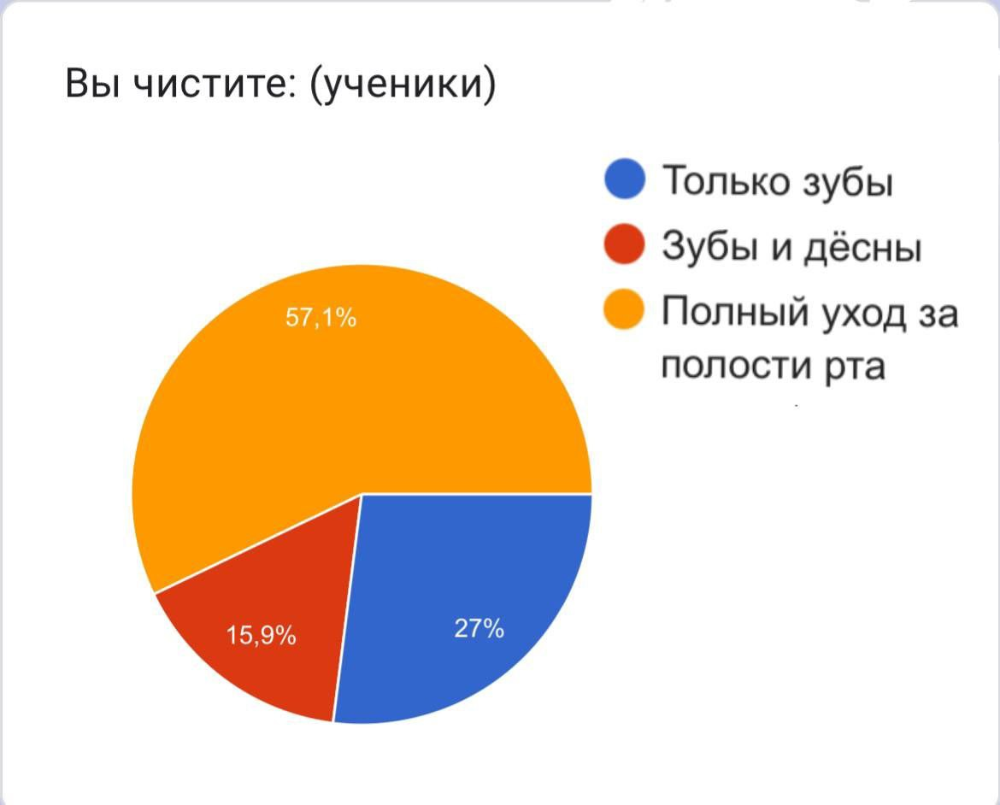 Вы чистите: (ученики)
Только зубы
Зубы и дёсны
Полный уход за
полости рта
57,1%
15,9%
27%